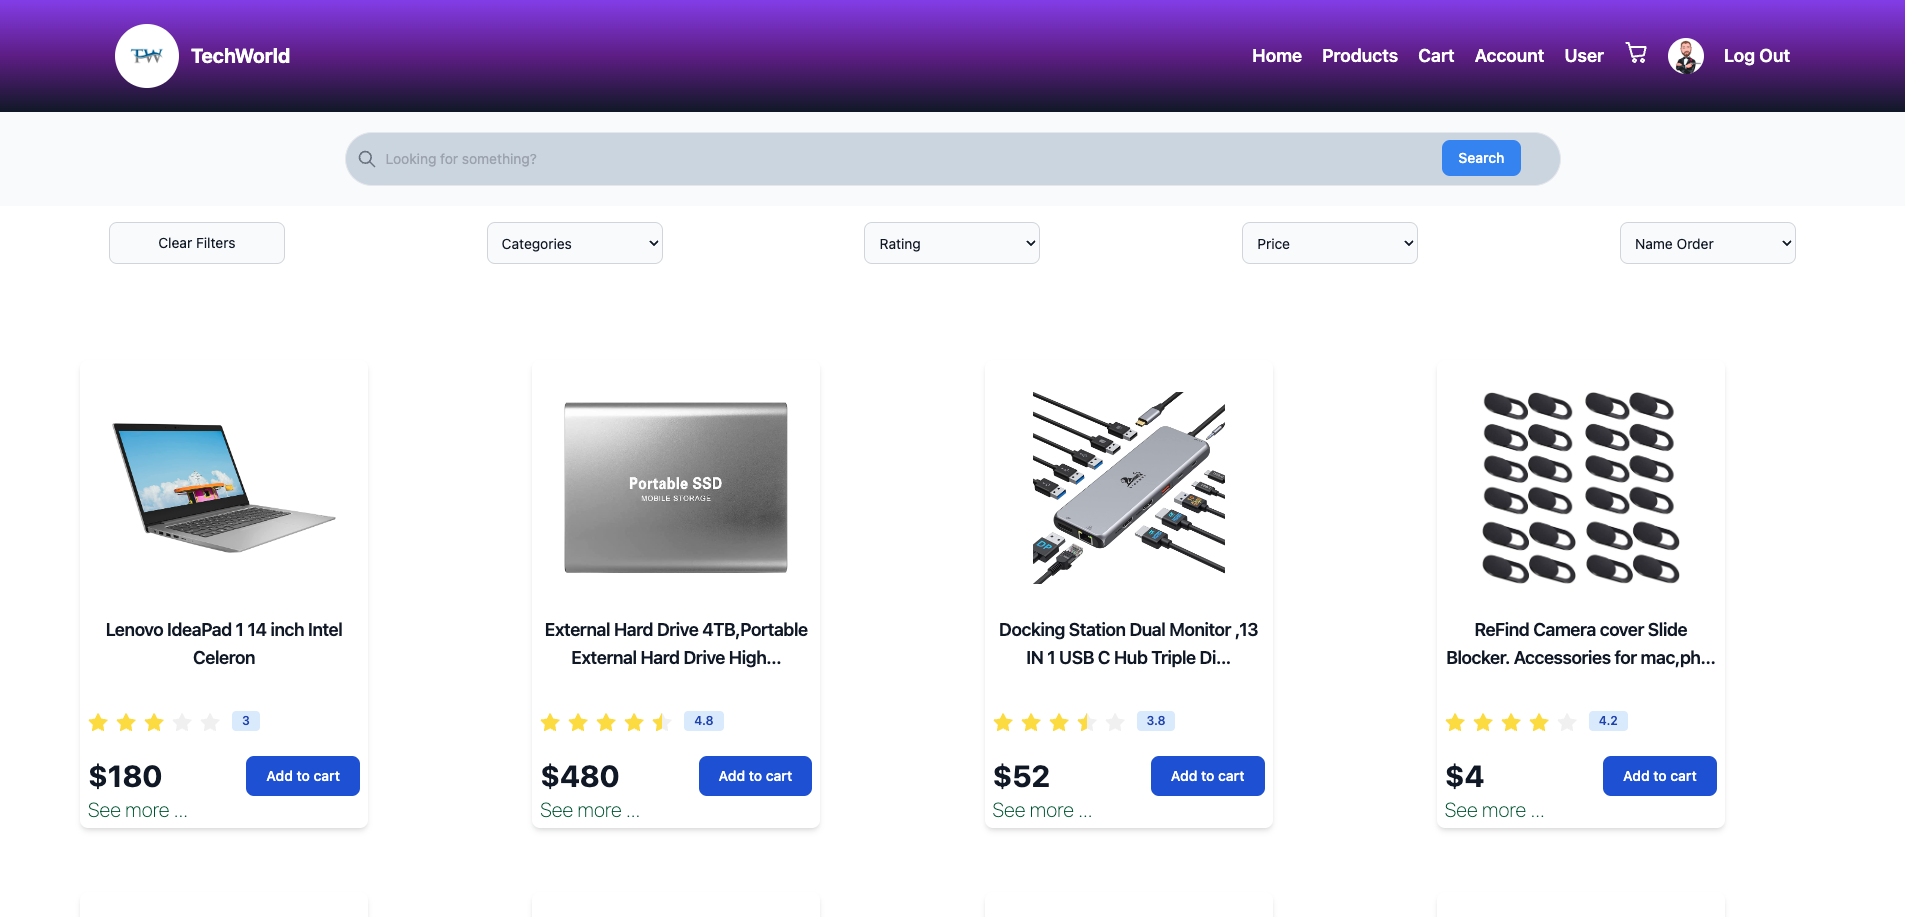 TW
TechWorld
Home
Products
Cart
Account
User
Log Out
Looking for something?
Search
Clear Filters
Categories
Rating
Price
Name Order
Portable SSD
MOBILE STORAGE
DP
Lenovo IdeaPad 1 14 inch Intel
Celeron
3
$180
Add to cart
See more ...
External Hard Drive 4TB,Portable
External Hard Drive High...
4.8
$480
Add to cart
See more ...
Docking Station Dual Monitor ,13
IN 1 USB C Hub Triple Di...
3.8
$52
Add to cart
See more ...
ReFind Camera cover Slide
Blocker. Accessories for mac,ph...
4.2
$4
Add to cart
See more ...